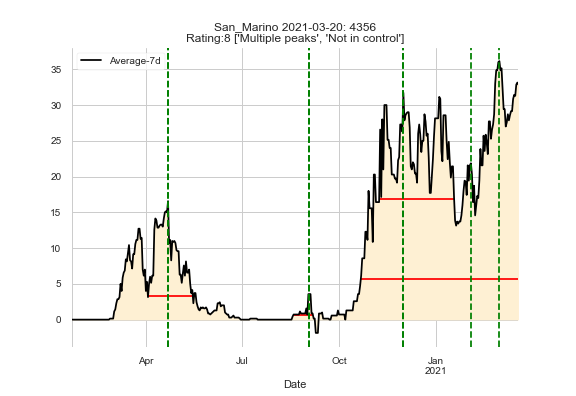 San_Marino 2021-03-20: 4356
Rating:8 ['Multiple peaks', 'Not in control']
Average-7d
35
30
25
20
15
10
5
0
Apr
Jul
Oct
Jan
2021
Date